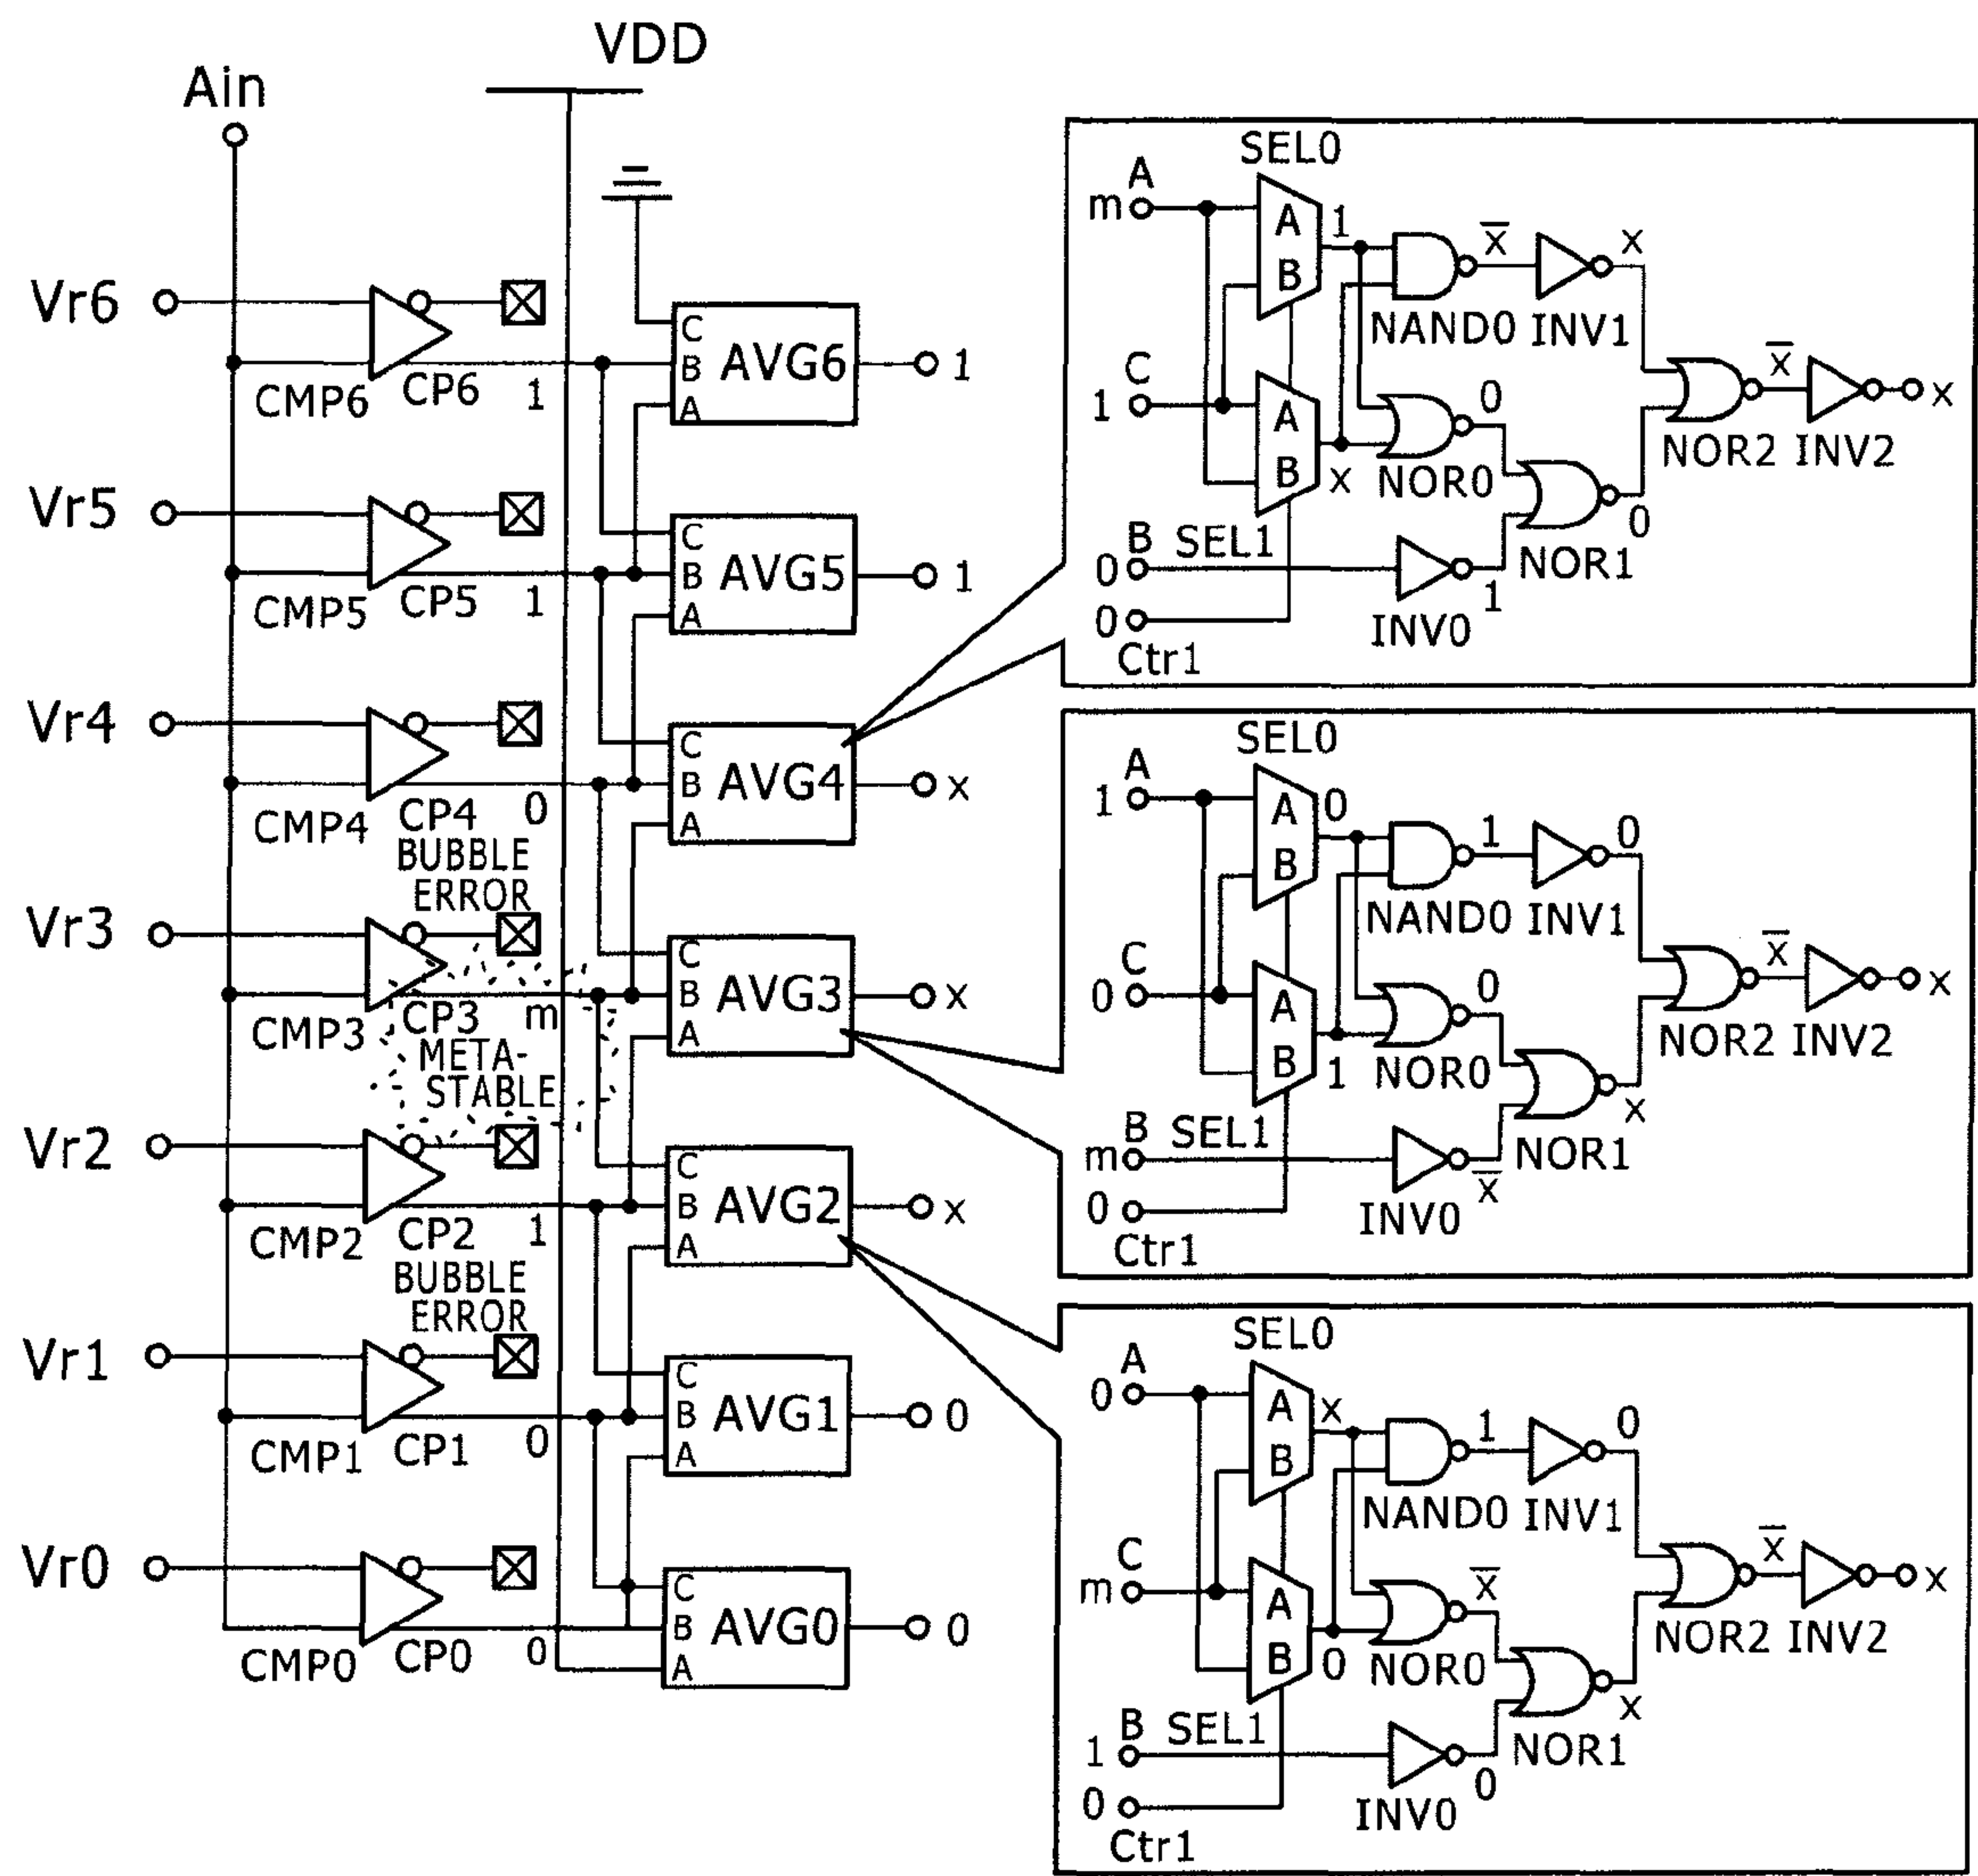 VDD
Ain
Vr6
CMP6 CP6 1
C
B AVG6 1
A
Vr5
CMP5 CP5 1
C
B AVG5 1
A
Vr4
CMP4 CP4 0
BUBBLE
ERROR
C
B AVG4 x
A
Vr3
CMP3 CP3 m
META-
STABLE
C
B AVG3 x
A
Vr2
CMP2 CP2 1
BUBBLE
ERROR
C
B AVG2 x
A
Vr1
CMP1 CP1 0
C
B AVG1 0
A
Vr0
CMP0 CP0 0
C
B AVG0 0
A
SEL0
A
m
A
B
1
x̅
x
NAND0 INV1
C
1
A
B
x
0
NOR0
x̅
x
NOR2 INV2
B
0
SEL1
INV0
1
NOR1
0
0
Ctr1
SEL0
A
1
A
B
0
1
0
NAND0 INV1
C
0
A
B
1
0
NOR0
x̅
x
NOR2 INV2
B
m
SEL1
INV0
x̅
NOR1
x
0
Ctr1
SEL0
A
0
A
B
x
1
0
NAND0 INV1
C
m
A
B
0
x̅
NOR0
x̅
x
NOR2 INV2
B
1
SEL1
INV0
0
NOR1
x
0
Ctr1